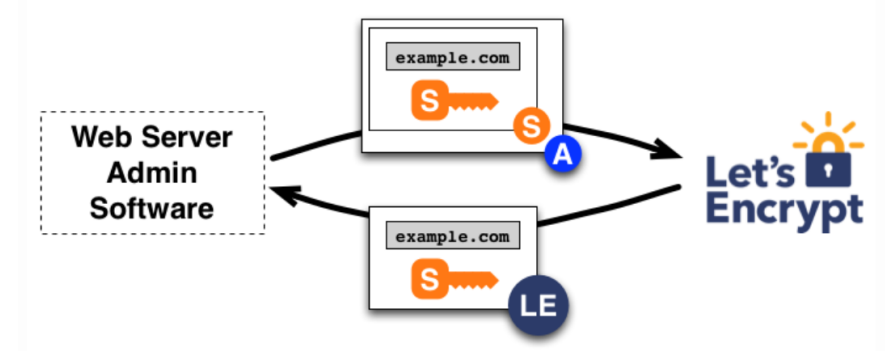 example.com
S
S
A
Web Server
Admin
Software
Let's
Encrypt
example.com
S
LE